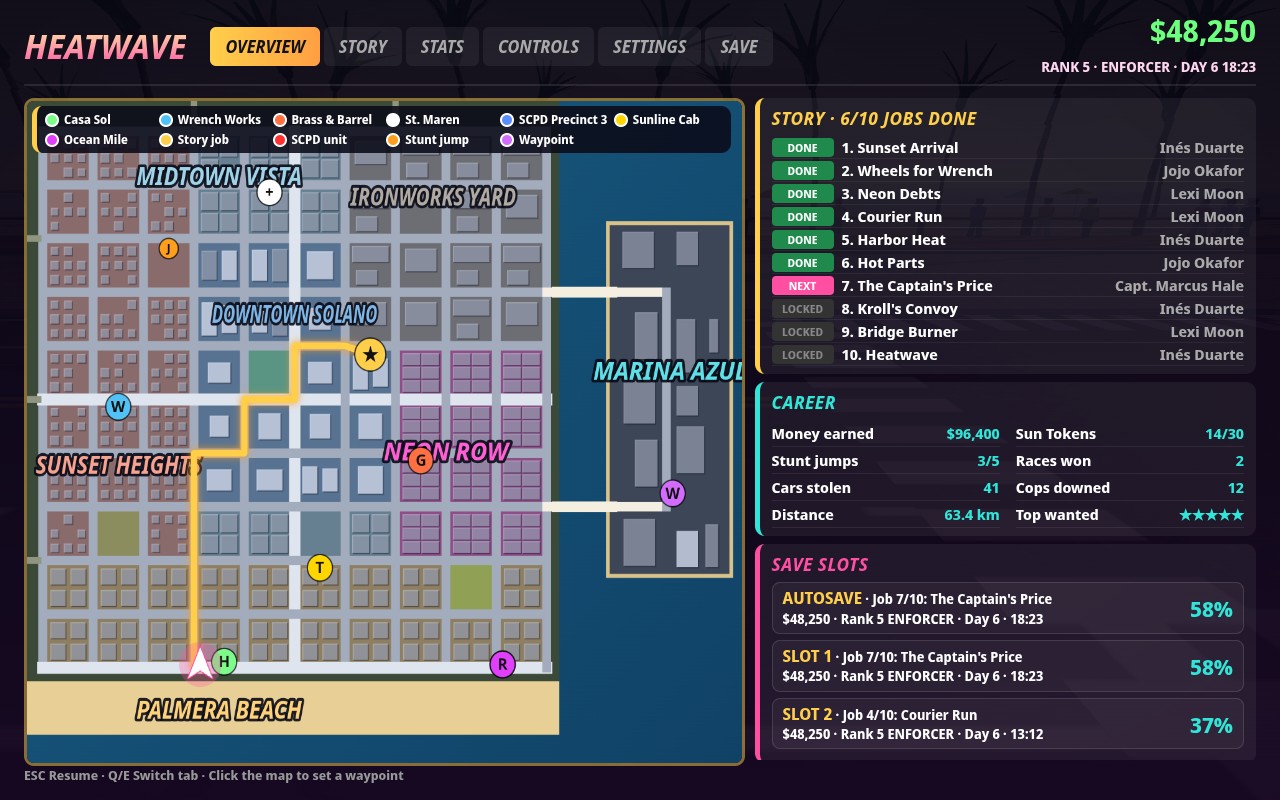 HEATWAVE
OVERVIEW
STORY
STATS
CONTROLS
SETTINGS
SAVE
$48,250
RANK 5 · ENFORCER · DAY 6 18:23
Casa Sol
Wrench Works
Brass & Barrel
St. Maren
SCPD Precinct 3
Sunline Cab
Ocean Mile
Story job
SCPD unit
Stunt jump
Waypoint
MIDTOWN VISTA
+
IRONWORKS YARD
J
DOWNTOWN SOLANO
★
MARINA AZUL
W
NEON ROW
G
SUNSET HEIGHTS
W
T
H
R
PALMERA BEACH
ESC Resume · Q/E Switch tab · Click the map to set a waypoint
STORY · 6/10 JOBS DONE
DONE 1. Sunset Arrival Inés Duarte
DONE 2. Wheels for Wrench Jojo Okafor
DONE 3. Neon Debts Lexi Moon
DONE 4. Courier Run Lexi Moon
DONE 5. Harbor Heat Inés Duarte
DONE 6. Hot Parts Jojo Okafor
NEXT 7. The Captain's Price Capt. Marcus Hale
LOCKED 8. Kroll's Convoy Inés Duarte
LOCKED 9. Bridge Burner Lexi Moon
LOCKED 10. Heatwave Inés Duarte
CAREER
Money earned $96,400 Sun Tokens 14/30
Stunt jumps 3/5 Races won 2
Cars stolen 41 Cops downed 12
Distance 63.4 km Top wanted ★★★★★
SAVE SLOTS
AUTOSAVE · Job 7/10: The Captain's Price
$48,250 · Rank 5 ENFORCER · Day 6 · 18:23
58%
SLOT 1 · Job 7/10: The Captain's Price
$48,250 · Rank 5 ENFORCER · Day 6 · 18:23
58%
SLOT 2 · Job 4/10: Courier Run
$48,250 · Rank 5 ENFORCER · Day 6 · 13:12
37%